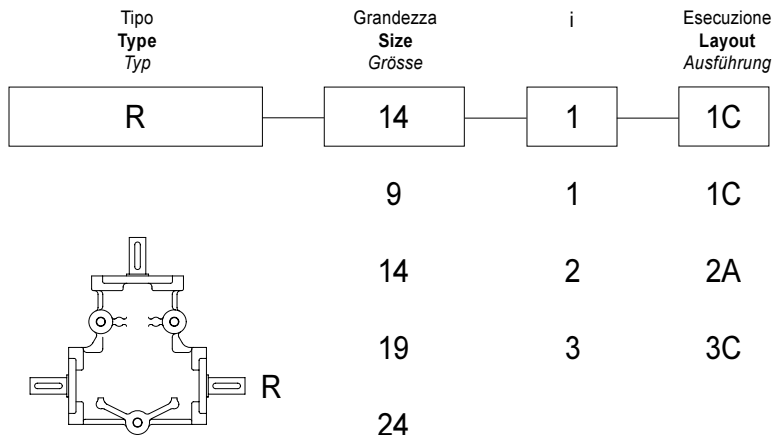 Tipo Grandezza i Esecuzione
Type Size Layout
Typ Grösse Ausführung
R 14 1 1C
9 1 1C
14 2 2A
19 3 3C
R
24